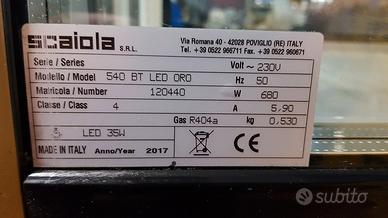 scaiola S.R.L.
Via Romana 40 - 42028 POVIGLIO (RE) ITALY
Tel. +39 0522 966711 - Fax +39 0522 960671
Serie / Series Volt ~ 230V
Modello / Model 540 BT LED ORO Hz 50
Matricola / Number 120440 W 680
Classe / Class 4 A 5,90
Gas R404a kg 0,530
LED 35W
MADE IN ITALY Anno/Year 2017 CE
subito